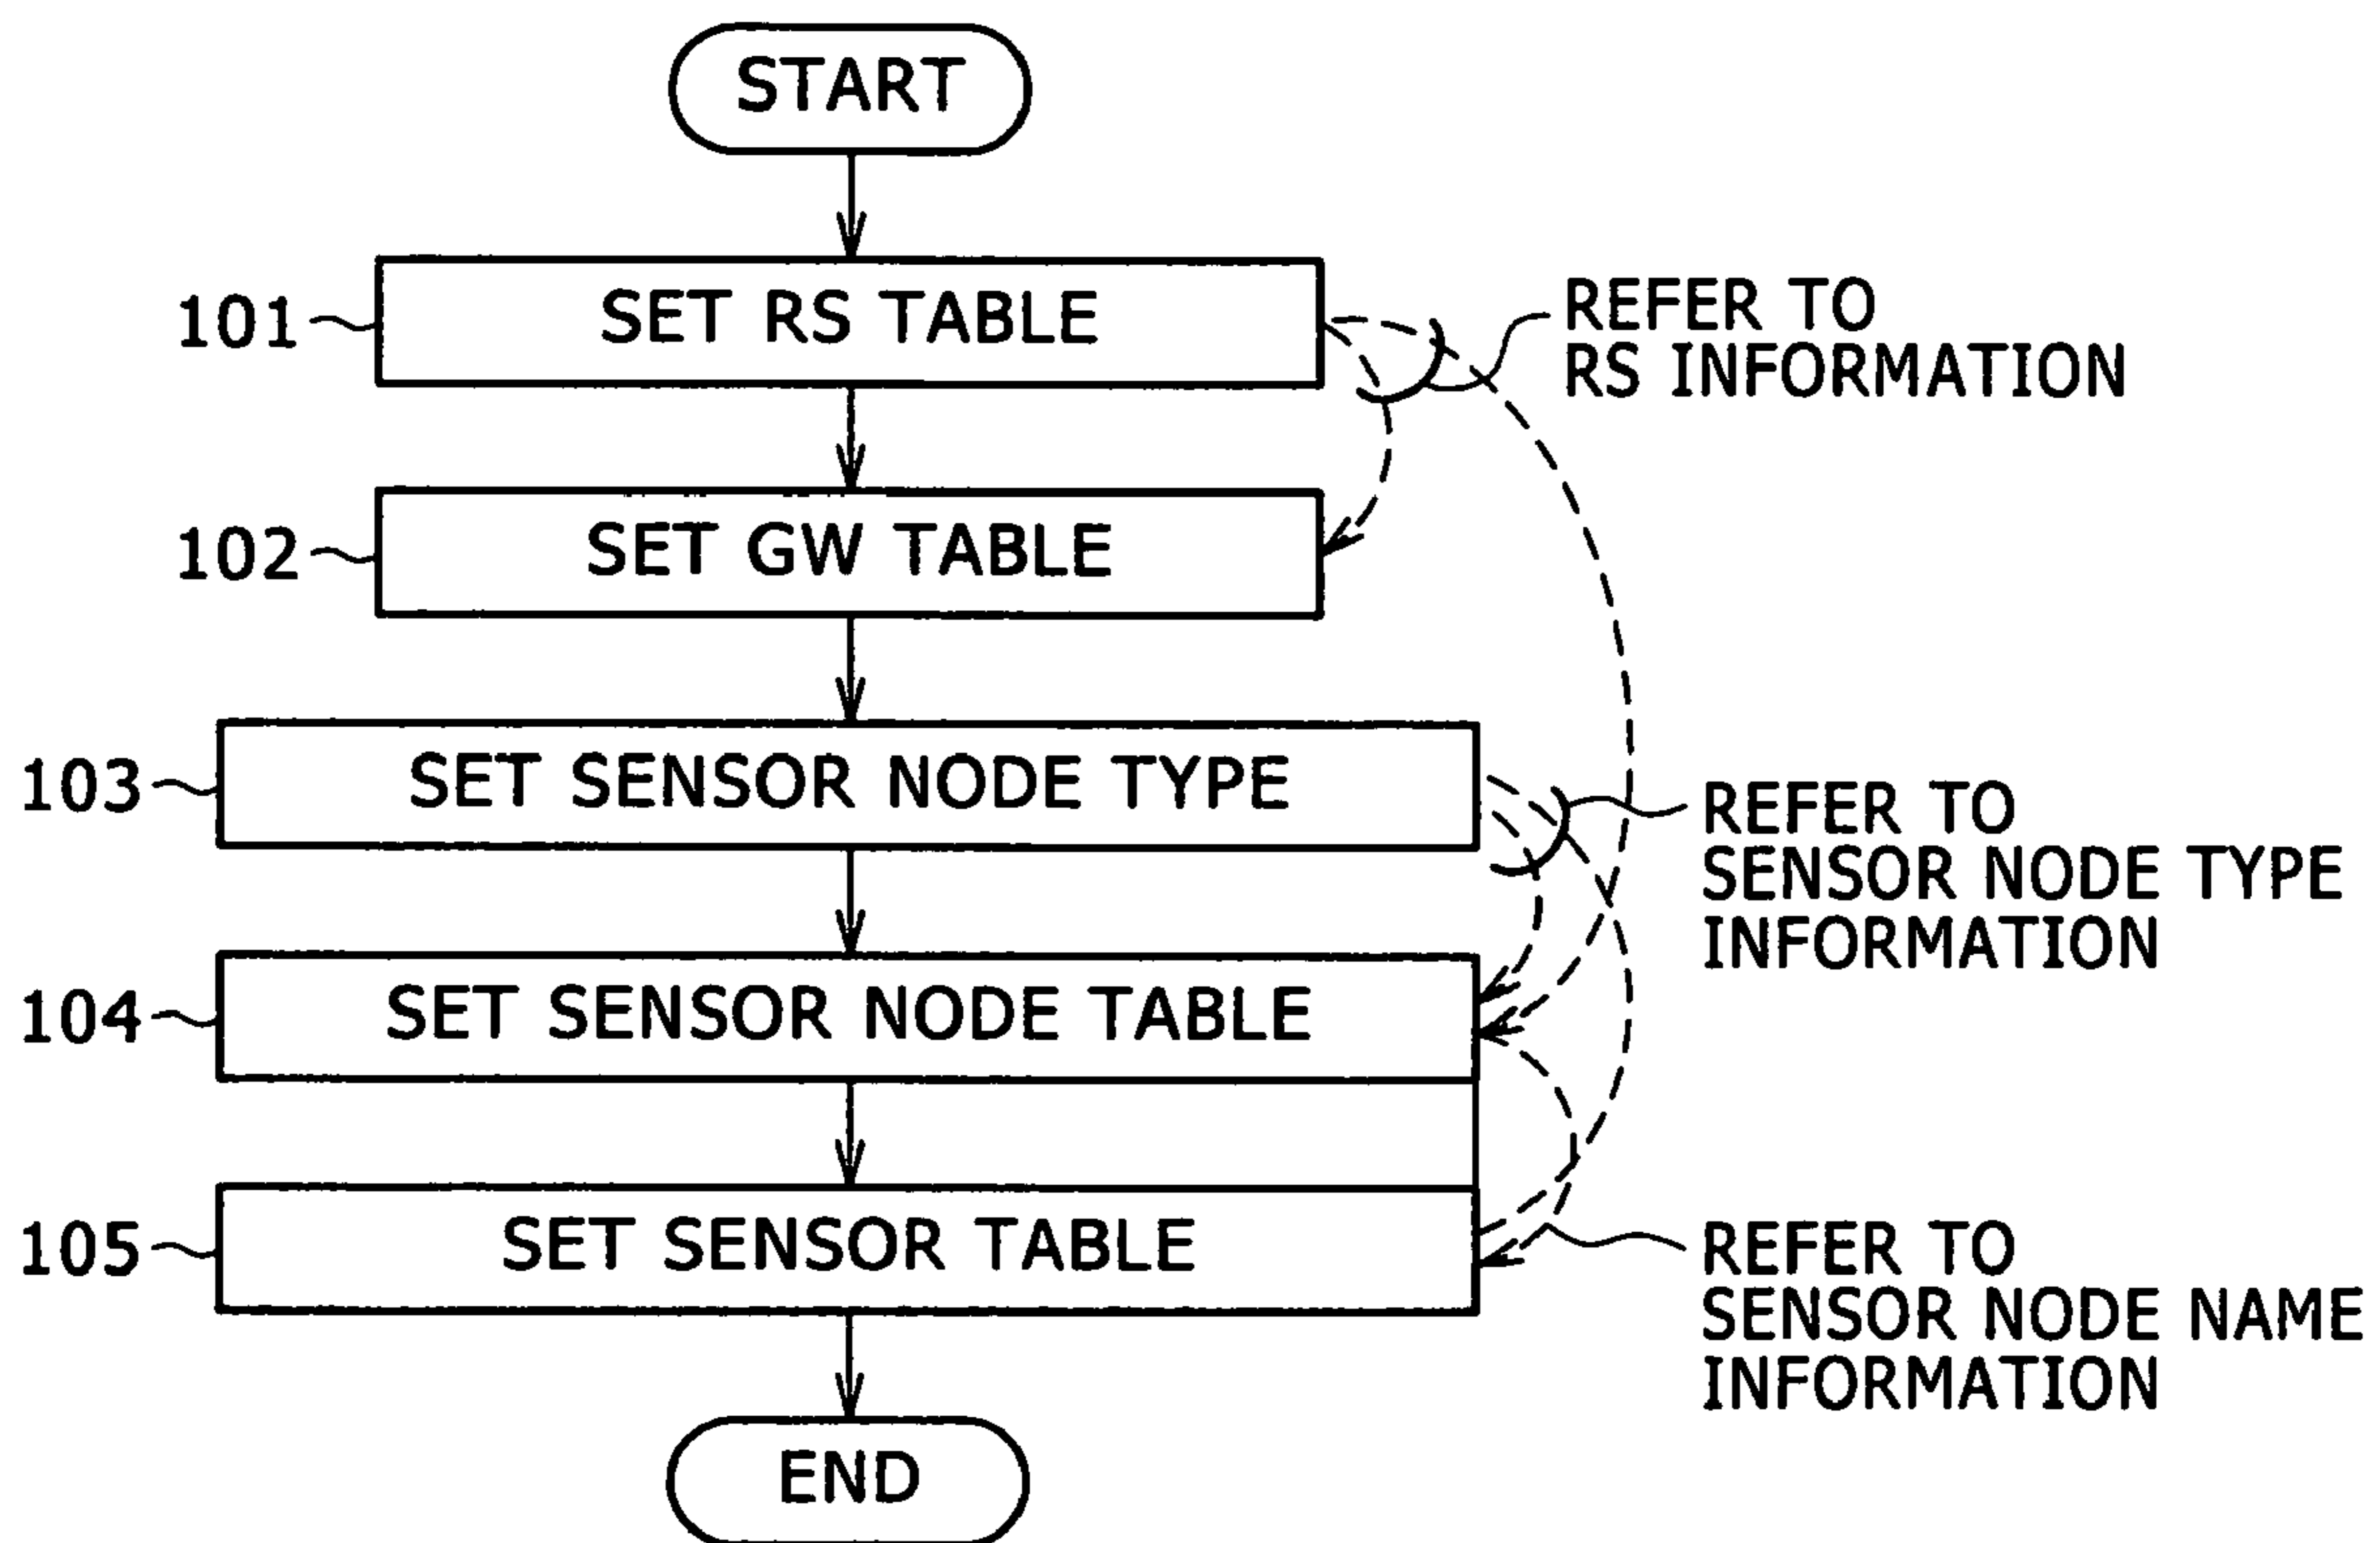 START
101
SET RS TABLE
REFER TO
RS INFORMATION
102
SET GW TABLE
103
SET SENSOR NODE TYPE
REFER TO
SENSOR NODE TYPE
INFORMATION
104
SET SENSOR NODE TABLE
105
SET SENSOR TABLE
REFER TO
SENSOR NODE NAME
INFORMATION
END